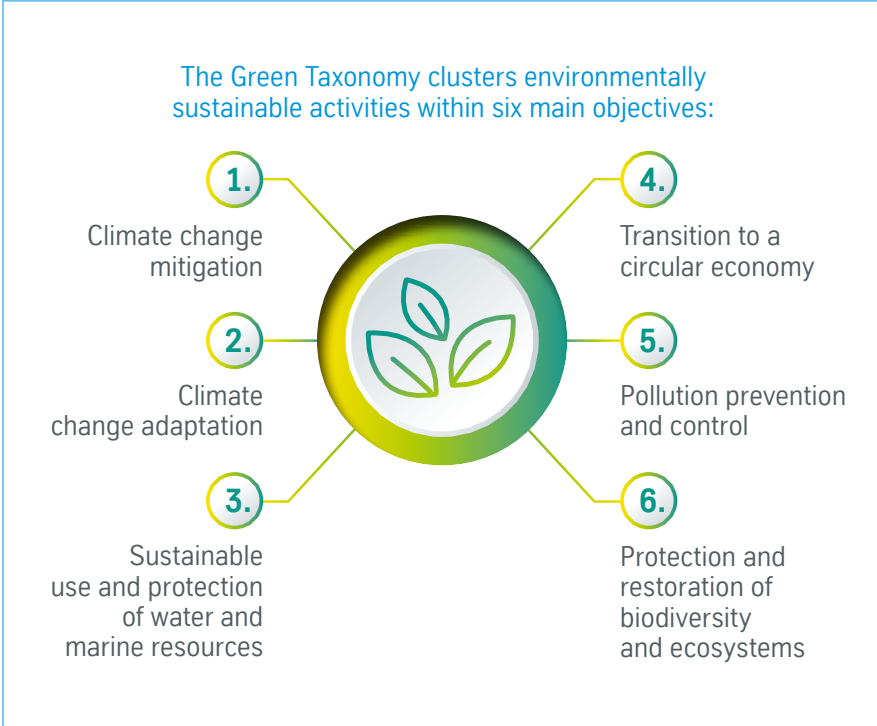 The Green Taxonomy clusters environmentally
sustainable activities within six main objectives:
1.
Climate change
mitigation
2.
Climate
change adaptation
3.
Sustainable
use and protection
of water and
marine resources
4.
Transition to a
circular economy
5.
Pollution prevention
and control
6.
Protection and
restoration of
biodiversity
and ecosystems